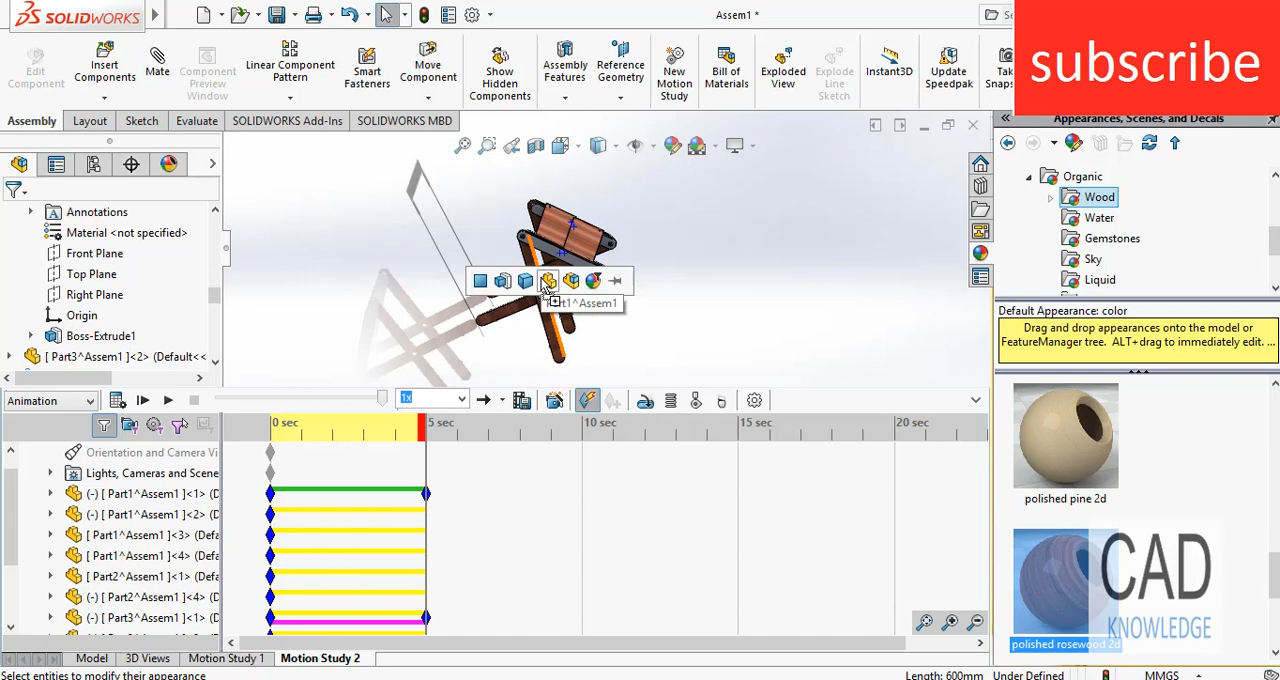 SOLIDWORKS
Assem1 *
subscribe
Edit Component
Insert Components
Mate
Component Preview Window
Linear Component Pattern
Smart Fasteners
Move Component
Show Hidden Components
Assembly Features
Reference Geometry
New Motion Study
Bill of Materials
Exploded View
Explode Line Sketch
Instant3D
Update Speedpak
Assembly
Layout
Sketch
Evaluate
SOLIDWORKS Add-Ins
SOLIDWORKS MBD
Appearances, Scenes, and Decals
Annotations
Material <not specified>
Front Plane
Top Plane
Right Plane
Origin
Boss-Extrude1
[ Part3^Assem1 ]<2> (Default<<
Organic
Wood
Water
Gemstones
Sky
Liquid
Default Appearance: color
Drag and drop appearances onto the model or
FeatureManager tree. ALT+drag to immediately edit. ...
polished pine 2d
polished rosewood 2d
CAD
KNOWLEDGE
Animation
1x
0 sec
5 sec
10 sec
15 sec
20 sec
Orientation and Camera Vi
Lights, Cameras and Scene
(-) [ Part1^Assem1 ]<1> (D
(-) [ Part1^Assem1 ]<2> (D
[ Part1^Assem1 ]<3> (Defa
[ Part1^Assem1 ]<4> (Defa
[ Part2^Assem1 ]<1> (Defa
(-) [ Part2^Assem1 ]<4> (D
(-) [ Part3^Assem1 ]<1> (D
Model
3D Views
Motion Study 1
Motion Study 2
Select entities to modify their appearance
Length: 600mm
Under Defined
MMGS